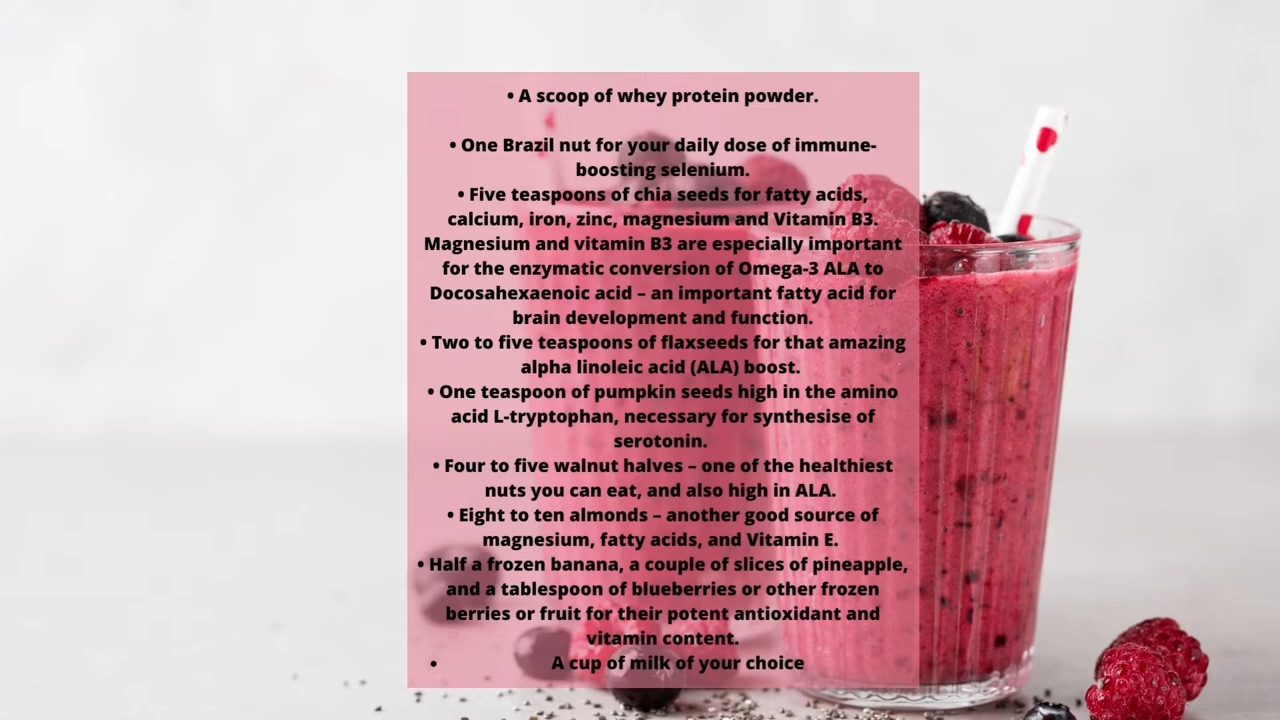 • A scoop of whey protein powder.
• One Brazil nut for your daily dose of immune-
boosting selenium.
• Five teaspoons of chia seeds for fatty acids,
calcium, iron, zinc, magnesium and Vitamin B3.
Magnesium and vitamin B3 are especially important
for the enzymatic conversion of Omega-3 ALA to
Docosahexaenoic acid – an important fatty acid for
brain development and function.
• Two to five teaspoons of flaxseeds for that amazing
alpha linoleic acid (ALA) boost.
• One teaspoon of pumpkin seeds high in the amino
acid L-tryptophan, necessary for synthesise of
serotonin.
• Four to five walnut halves – one of the healthiest
nuts you can eat, and also high in ALA.
• Eight to ten almonds – another good source of
magnesium, fatty acids, and Vitamin E.
• Half a frozen banana, a couple of slices of pineapple,
and a tablespoon of blueberries or other frozen
berries or fruit for their potent antioxidant and
vitamin content.
• A cup of milk of your choice